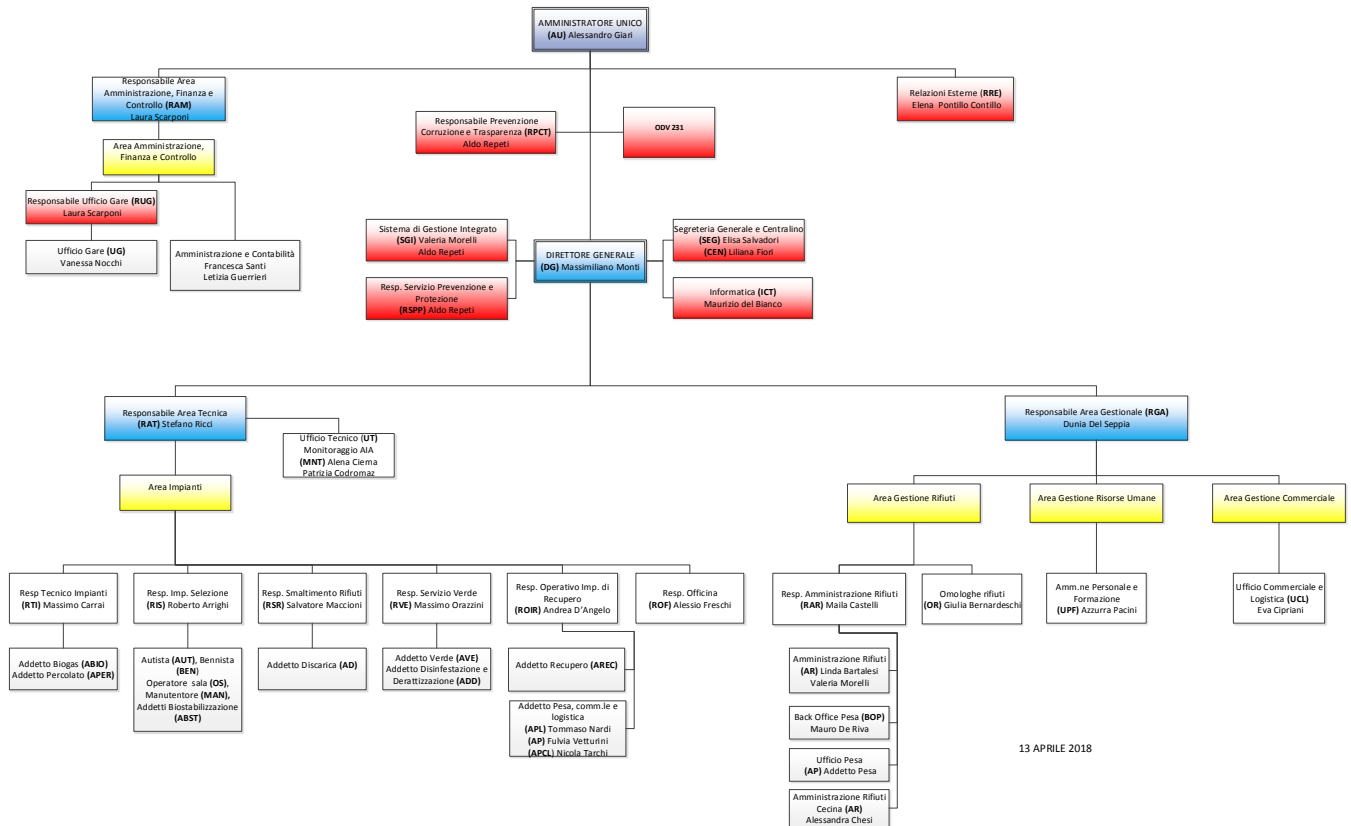 AMMINISTRATORE UNICO
(AU) Alessandro Giari
Responsabile Area
Amministrazione, Finanza e
Controllo (RAM)
Laura Scarponi
Relazioni Esterne (RRE)
Elena Pontillo Contillo
Responsabile Prevenzione
Corruzione e Trasparenza (RPCT)
Aldo Repeti
ODV 231
Area Amministrazione,
Finanza e Controllo
Responsabile Ufficio Gare (RUG)
Laura Scarponi
Ufficio Gare (UG)
Vanessa Nocchi
Amministrazione e Contabilità
Francesca Santi
Letizia Guerrieri
Sistema di Gestione Integrato
(SGI) Valeria Morelli
Aldo Repeti
Segreteria Generale e Centralino
(SEG) Elisa Salvadori
(CEN) Liliana Fiori
DIRETTORE GENERALE
(DG) Massimiliano Monti
Resp. Servizio Prevenzione e
Protezione
(RSPP) Aldo Repeti
Informatica (ICT)
Maurizio del Bianco
Responsabile Area Tecnica
(RAT) Stefano Ricci
Ufficio Tecnico (UT)
Monitoraggio AIA
(MNT) Alena Ciema
Patrizia Codromaz
Responsabile Area Gestionale (RGA)
Dunia Del Seppia
Area Impianti
Area Gestione Rifiuti
Area Gestione Risorse Umane
Area Gestione Commerciale
Resp Tecnico Impianti
(RTI) Massimo Carrai
Resp. Imp. Selezione
(RIS) Roberto Arrighi
Resp. Smaltimento Rifiuti
(RSR) Salvatore Maccioni
Resp. Servizio Verde
(RVE) Massimo Orazzini
Resp. Operativo Imp. di
Recupero
(ROIR) Andrea D'Angelo
Resp. Officina
(ROF) Alessio Freschi
Resp. Amministrazione Rifiuti
(RAR) Maila Castelli
Omologhe rifiuti
(OR) Giulia Bernardeschi
Amm.ne Personale e
Formazione
(UPF) Azzurra Pacini
Ufficio Commerciale e
Logistica (UCL)
Eva Cipriani
Addetto Biogas (ABIO)
Addetto Percolato (APER)
Autista (AUT), Bennista
(BEN)
Operatore sala (OS),
Manutentore (MAN),
Addetti Biostabilizzazione
(ABST)
Addetto Discarica (AD)
Addetto Verde (AVE)
Addetto Disinfestazione e
Derattizzazione (ADD)
Addetto Recupero (AREC)
Addetto Pesa, comm.le e
logistica
(APL) Tommaso Nardi
(AP) Fulvia Vetturini
(APCL) Nicola Tarchi
Amministrazione Rifiuti
(AR) Linda Bartalesi
Valeria Morelli
Back Office Pesa (BOP)
Mauro De Riva
Ufficio Pesa
(AP) Addetto Pesa
Amministrazione Rifiuti
Cecina (AR)
Alessandra Chesi
13 APRILE 2018